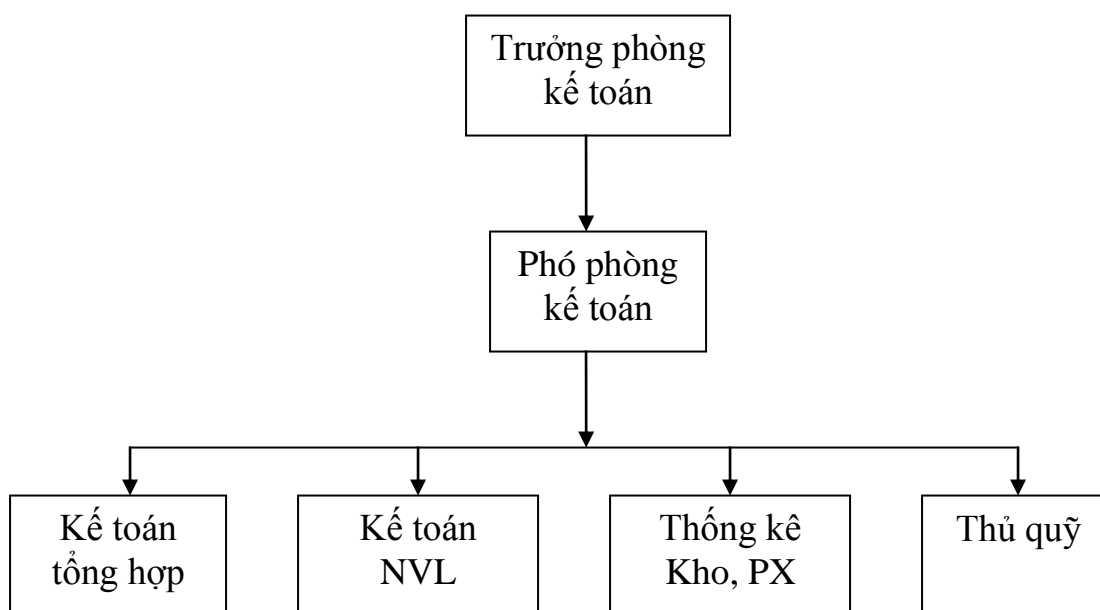 Trưởng phòng
kế toán
Phó phòng
kế toán
Kế toán
tổng hợp
Kế toán
NVL
Thống kê
Kho, PX
Thủ quỹ